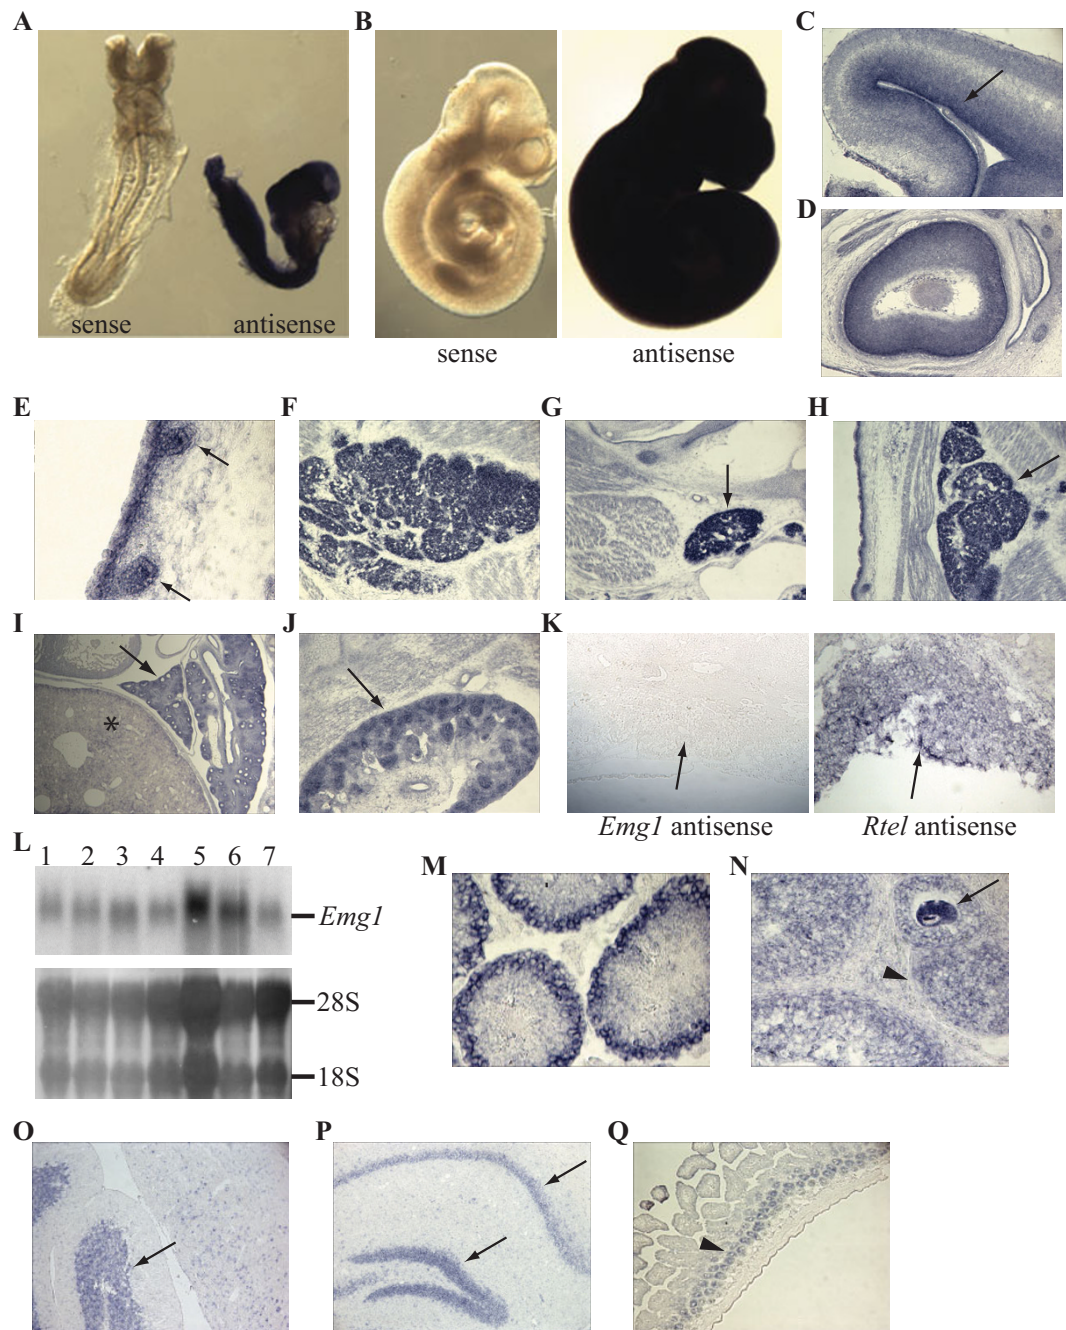 A
B
C
sense
antisense
sense
antisense
D
E
F
G
H
I
J
K
*
Emg1 antisense
Rtel antisense
L
1 2 3 4 5 6 7
Emg1
28S
18S
M
N
O
P
Q